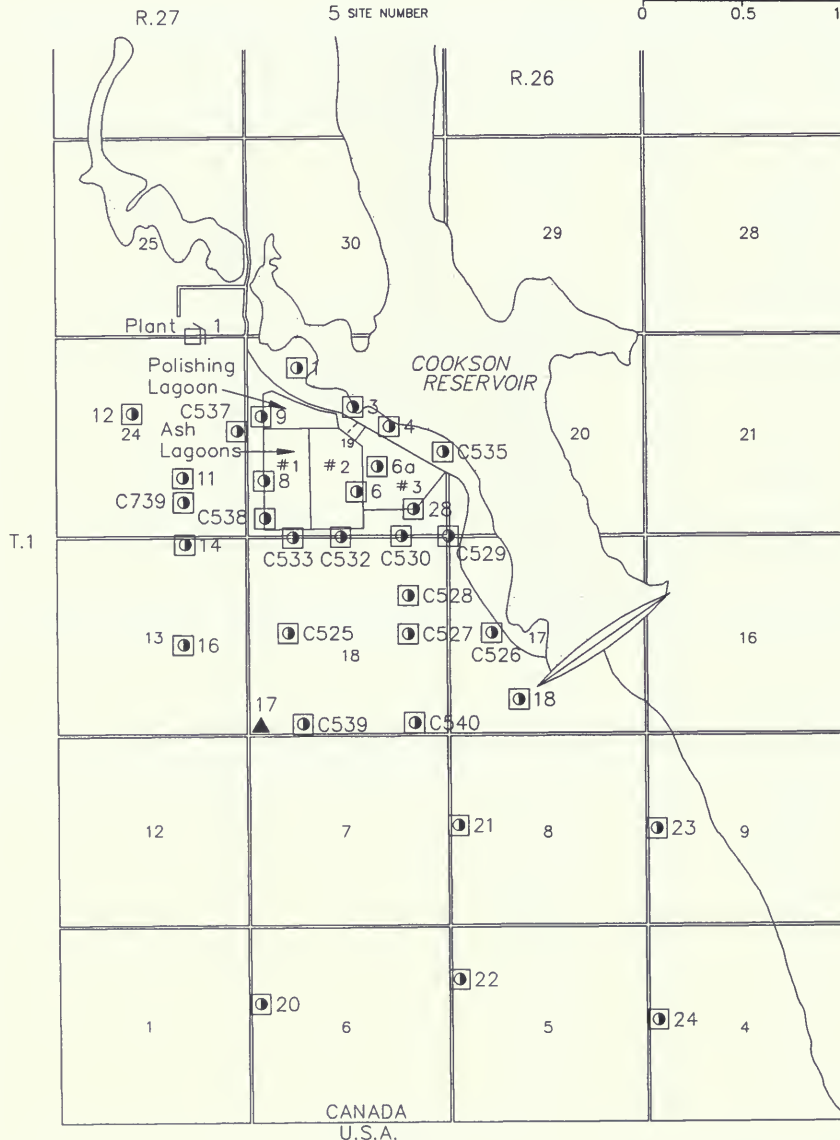 R.27
5 SITE NUMBER
0 0.5 1
R.26
25
30
29
28
Plant 1
1
Polishing
Lagoon
COOKSON
RESERVOIR
3
12
24
C537
9
4
19
Ash
Lagoons
C535
20
21
#1
#2
6a
11
8
6
#3
C739
28
C538
T.1
14
C533
C532
C530
C529
C528
13
16
C525
18
C527
C526
17
16
17
C539
C540
18
12
7
21
8
23
9
22
1
20
6
5
24
4
CANADA
U.S.A.